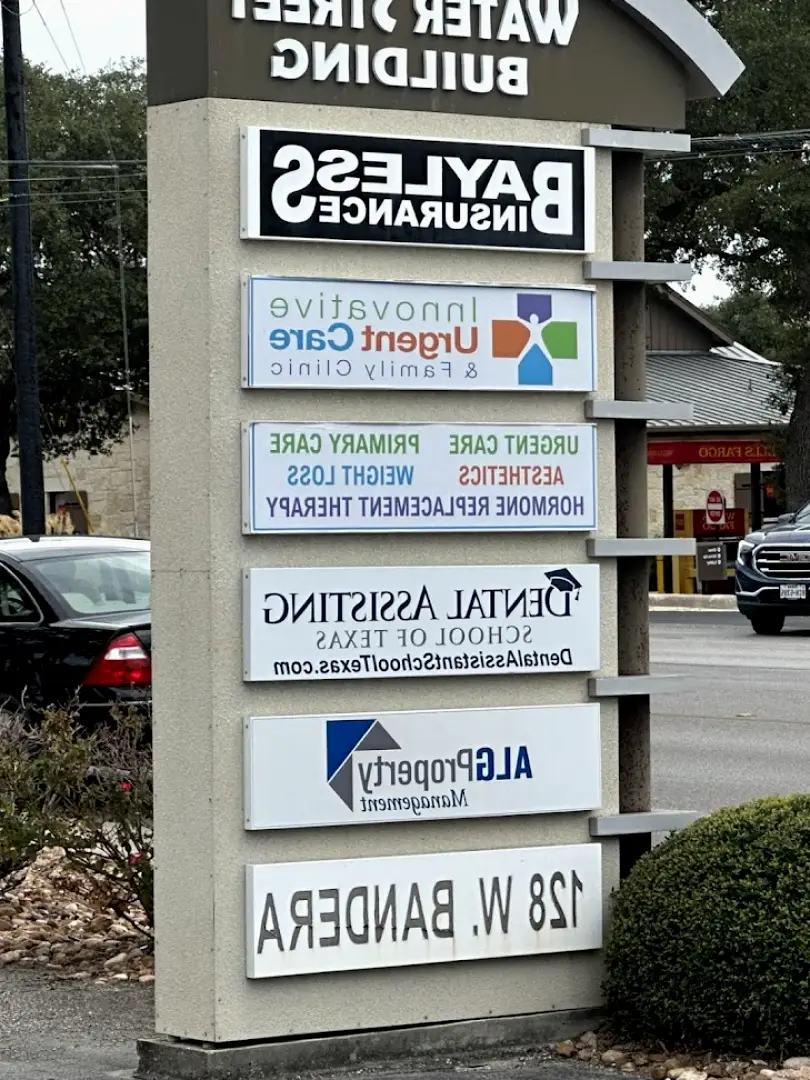 WATER STREET
BUILDING
BAYLESS
INSURANCE
Innovative
Urgent Care
& Family Clinic
URGENT CARE PRIMARY CARE
AESTHETICS WEIGHT LOSS
HORMONE REPLACEMENT THERAPY
DENTAL ASSISTING
SCHOOL OF TEXAS
DentalAssistantSchoolTexas.com
ALGProperty
Management
128 W. BANDERA